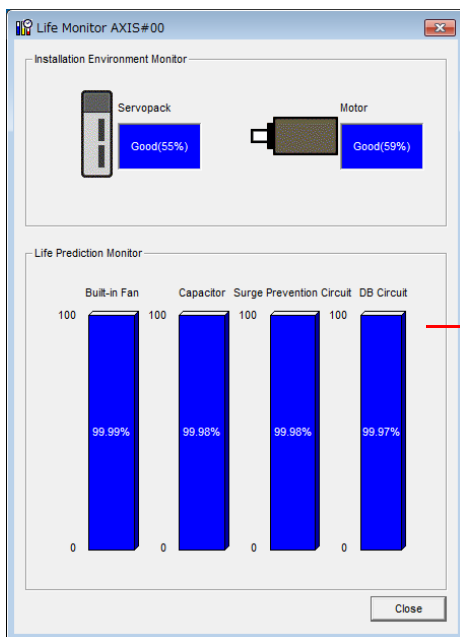 Life Monitor AXIS#00
Installation Environment Monitor
Servopack
Motor
Good(55%)
Good(59%)
Life Prediction Monitor
Built-in Fan Capacitor Surge Prevention Circuit DB Circuit
100 100 100 100
99.99% 99.98% 99.98% 99.97%
0 0 0 0
Close